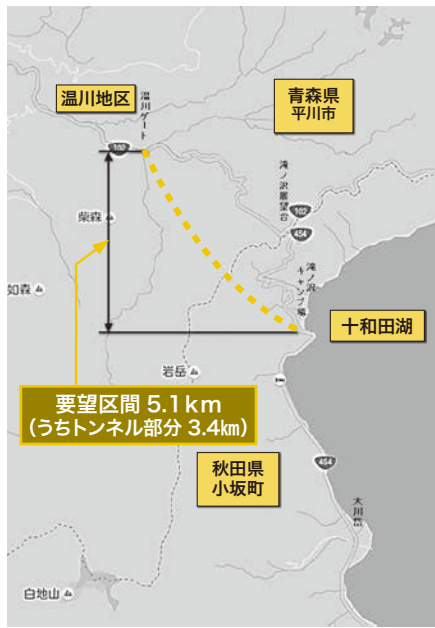 温川地区
温川ゲート
青森県
平川市
102
柴森
滝ノ沢展望台
102
454
如森
滝ノ沢
キャンプ場
十和田湖
岩岳
要望区間 5.1km
(うちトンネル部分 3.4㎞)
秋田県
小坂町
454
大川岱
白地山